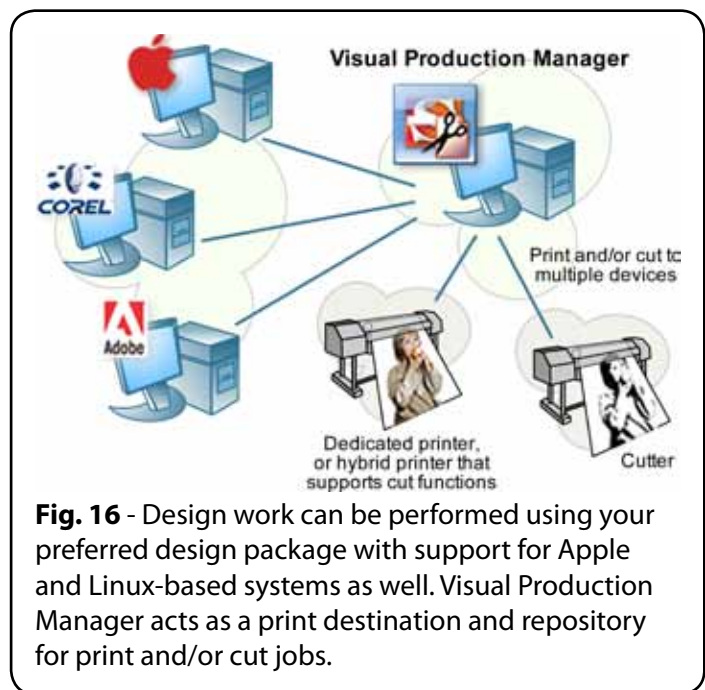 Visual Production Manager
COREL
Adobe
Print and/or cut to
multiple devices
Dedicated printer,
or hybrid printer that
supports cut functions
Cutter
Fig. 16 - Design work can be performed using your
preferred design package with support for Apple
and Linux-based systems as well. Visual Production
Manager acts as a print destination and repository
for print and/or cut jobs.